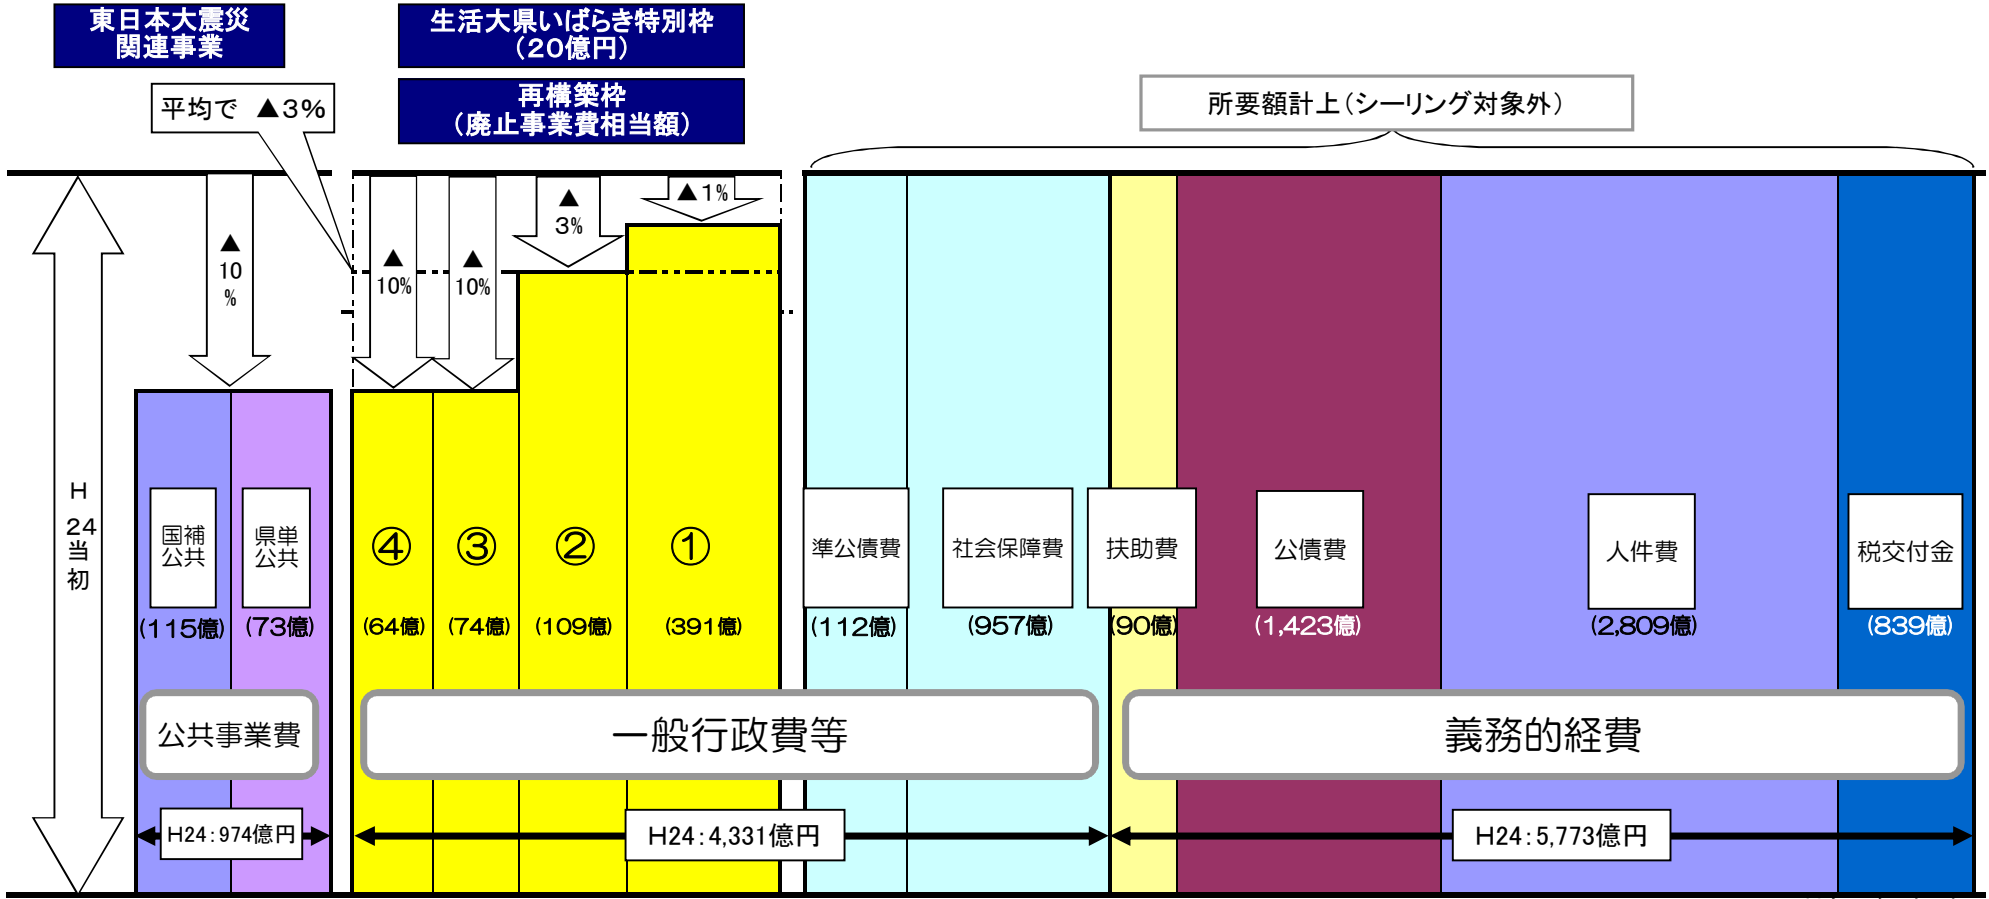 東日本大震災
関連事業
生活大県いばらき特別枠
(20億円)
再構築枠
(廃止事業費相当額)
平均で ▲3%
所要額計上(シーリング対象外)
▲
10
%
▲
10%
▲
10%
▲
3%
▲1%
H
24
当
初
国補
公共
(115億)
県単
公共
(73億)
④
(64億)
③
(74億)
②
(109億)
①
(391億)
準公債費
(112億)
社会保障費
(957億)
扶助費
(90億)
公債費
(1,423億)
人件費
(2,809億)
税交付金
(839億)
公共事業費
一般行政費等
義務的経費
H24:974億円
H24:4,331億円
H24:5,773億円